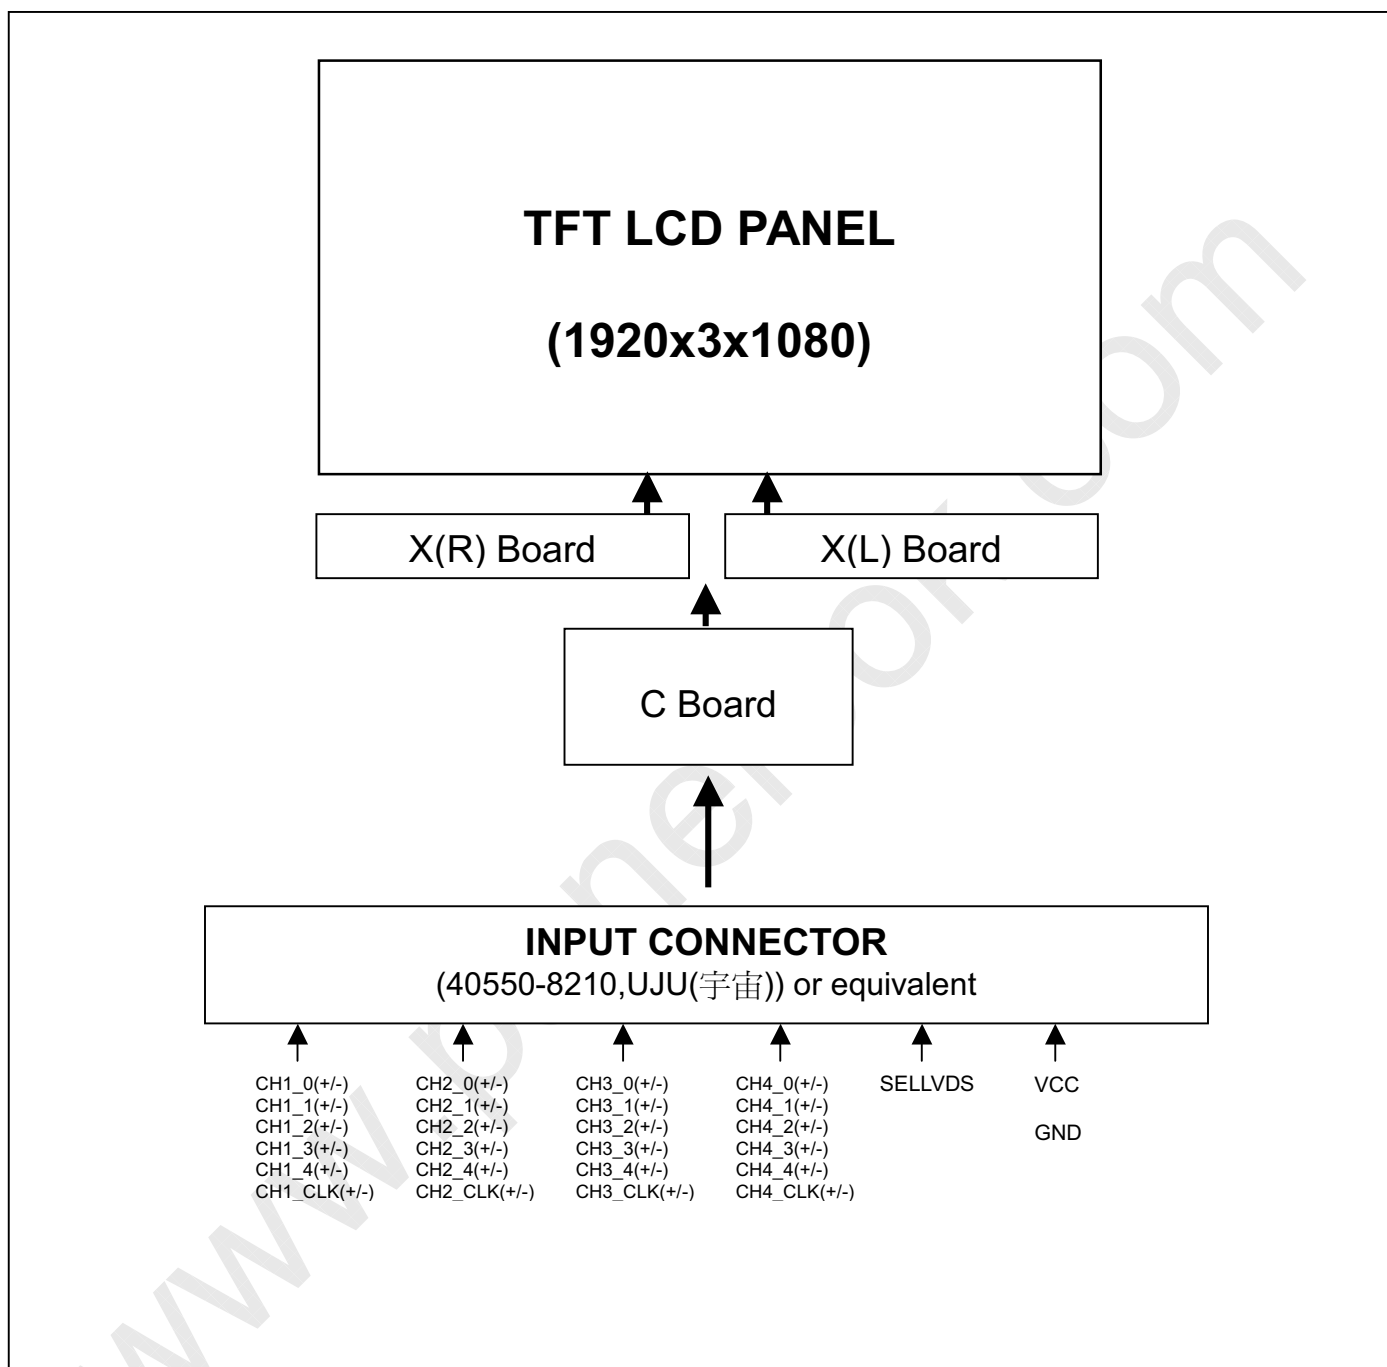 TFT LCD PANEL
(1920x3x1080)
X(R) Board
X(L) Board
C Board
INPUT CONNECTOR
(40550-8210,UJU(宇宙)) or equivalent
CH1_0(+/-)
CH1_1(+/-)
CH1_2(+/-)
CH1_3(+/-)
CH1_4(+/-)
CH1_CLK(+/-)
CH2_0(+/-)
CH2_1(+/-)
CH2_2(+/-)
CH2_3(+/-)
CH2_4(+/-)
CH2_CLK(+/-)
CH3_0(+/-)
CH3_1(+/-)
CH3_2(+/-)
CH3_3(+/-)
CH3_4(+/-)
CH3_CLK(+/-)
CH4_0(+/-)
CH4_1(+/-)
CH4_2(+/-)
CH4_3(+/-)
CH4_4(+/-)
CH4_CLK(+/-)
SELLVDS
VCC
GND